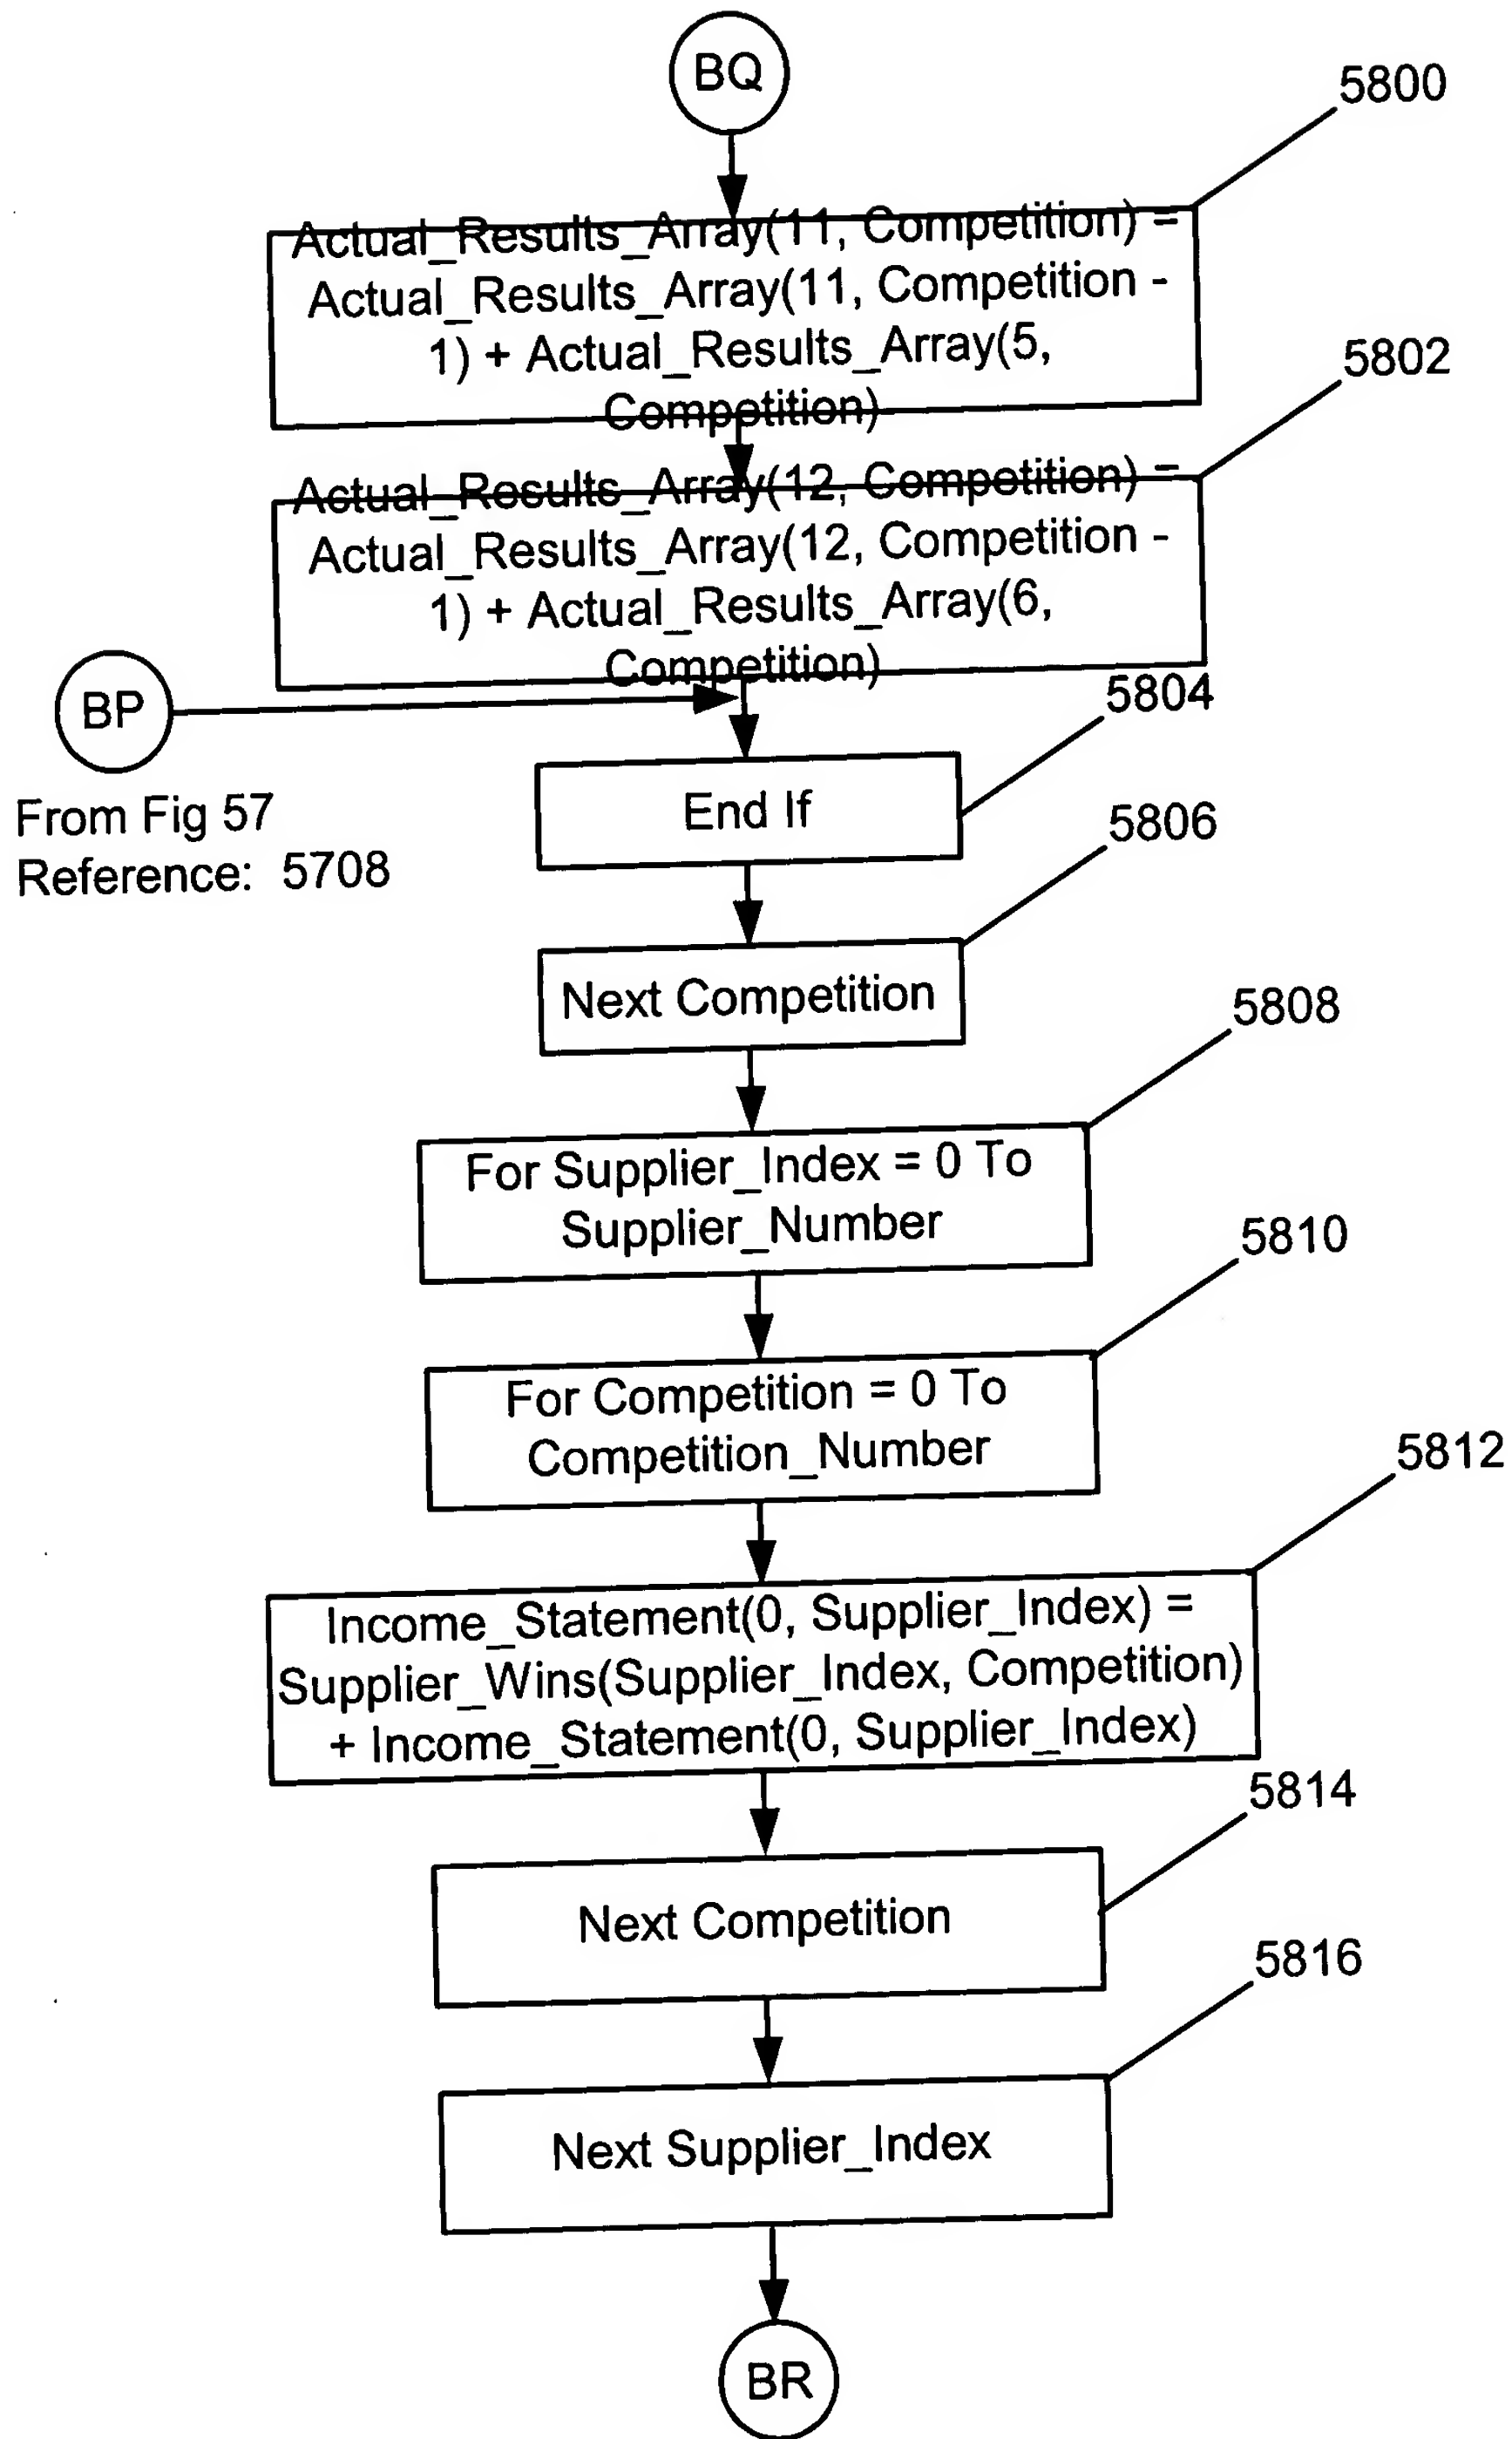 BQ
5800
Actual_Results_Array(11, Competition) =
Actual_Results_Array(11, Competition -
1) + Actual_Results_Array(5,
Competition)
5802
Actual_Results_Array(12, Competition) =
Actual_Results_Array(12, Competition -
1) + Actual_Results_Array(6,
Competition)
BP
From Fig 57
Reference: 5708
5804
End If
5806
Next Competition
5808
For Supplier_Index = 0 To
Supplier_Number
5810
For Competition = 0 To
Competition_Number
5812
Income_Statement(0, Supplier_Index) =
Supplier_Wins(Supplier_Index, Competition)
+ Income_Statement(0, Supplier_Index)
5814
Next Competition
5816
Next Supplier_Index
BR